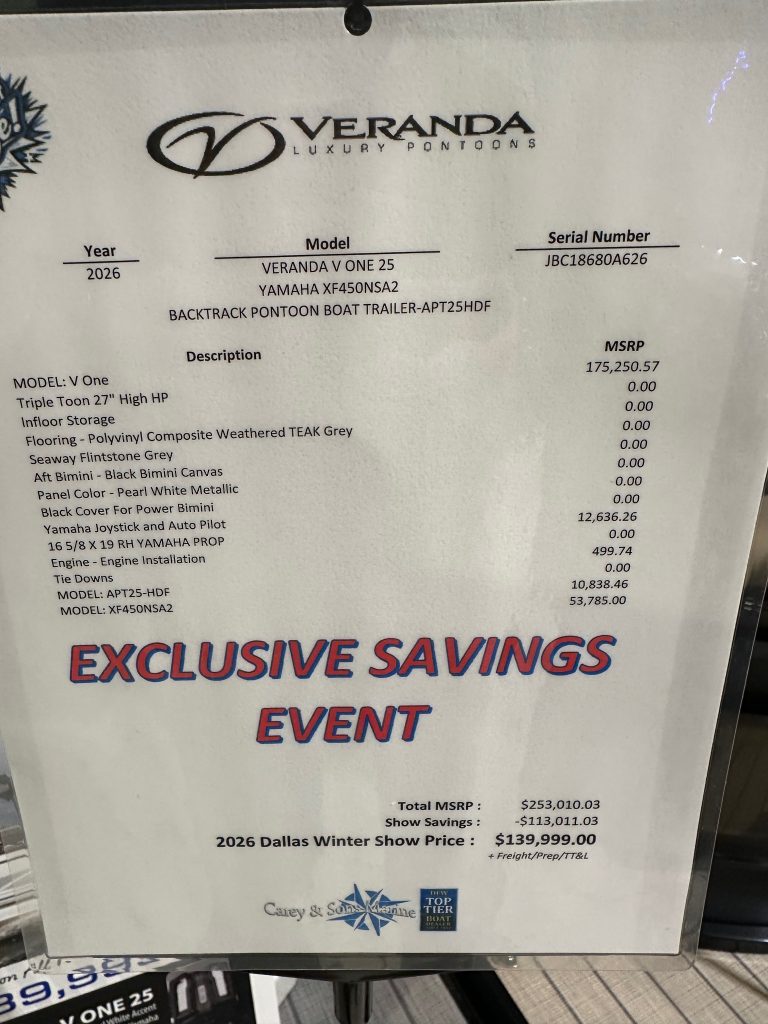 VERANDA
LUXURY PONTOONS
Year Model Serial Number
2026 VERANDA V ONE 25 JBC18680A626
YAMAHA XF450NSA2
BACKTRACK PONTOON BOAT TRAILER-APT25HDF
Description MSRP
MODEL: V One 175,250.57
Triple Toon 27" High HP 0.00
Infloor Storage 0.00
Flooring - Polyvinyl Composite Weathered TEAK Grey 0.00
Seaway Flintstone Grey 0.00
Aft Bimini - Black Bimini Canvas 0.00
Panel Color - Pearl White Metallic 0.00
Black Cover For Power Bimini 0.00
Yamaha Joystick and Auto Pilot 12,636.26
16 5/8 X 19 RH YAMAHA PROP 0.00
Engine - Engine Installation 499.74
Tie Downs 0.00
MODEL: APT25-HDF 10,838.46
MODEL: XF450NSA2 53,785.00
EXCLUSIVE SAVINGS
EVENT
Total MSRP : $253,010.03
Show Savings : -$113,011.03
2026 Dallas Winter Show Price : $139,999.00
+ Freight/Prep/TT&L
Carey & Sons Marine
DFW
TOP
TIER
BOAT
DEALER
V ONE 25
White Accent
Yamaha